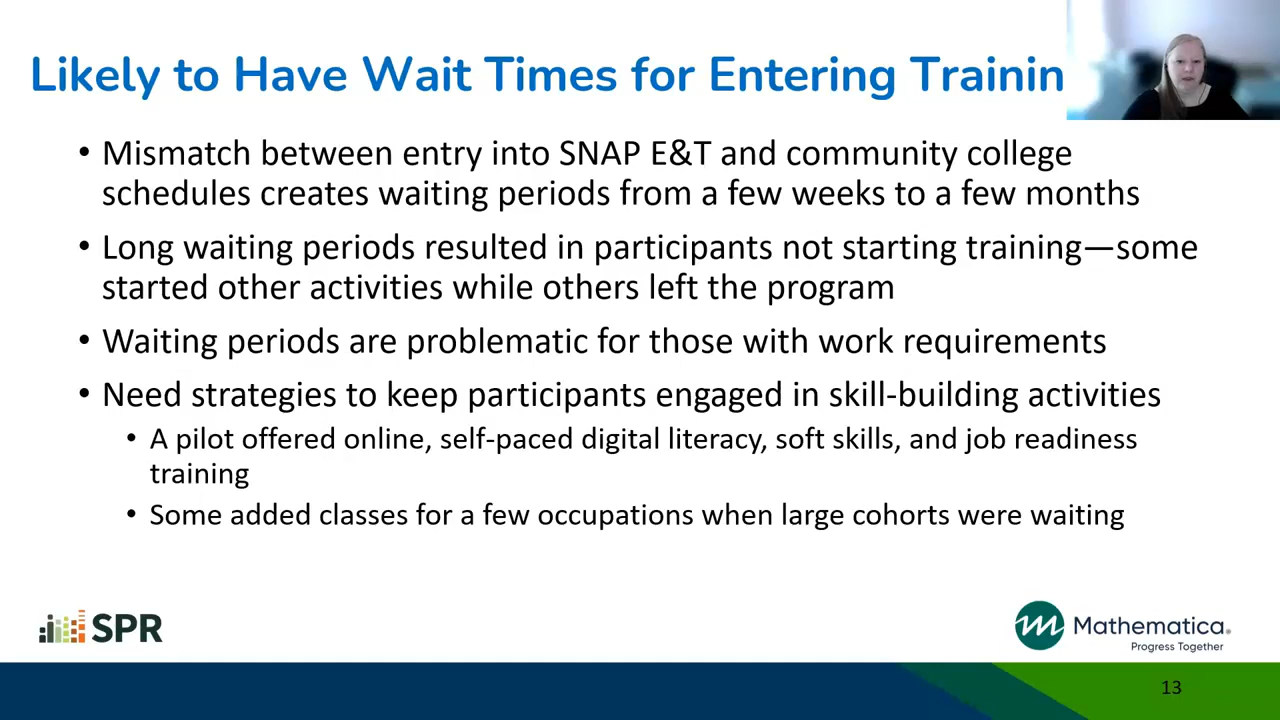 Likely to Have Wait Times for Entering Trainin
• Mismatch between entry into SNAP E&T and community college
schedules creates waiting periods from a few weeks to a few months
• Long waiting periods resulted in participants not starting training—some
started other activities while others left the program
• Waiting periods are problematic for those with work requirements
• Need strategies to keep participants engaged in skill-building activities
• A pilot offered online, self-paced digital literacy, soft skills, and job readiness
training
• Some added classes for a few occupations when large cohorts were waiting
SPR
Mathematica®
Progress Together
13